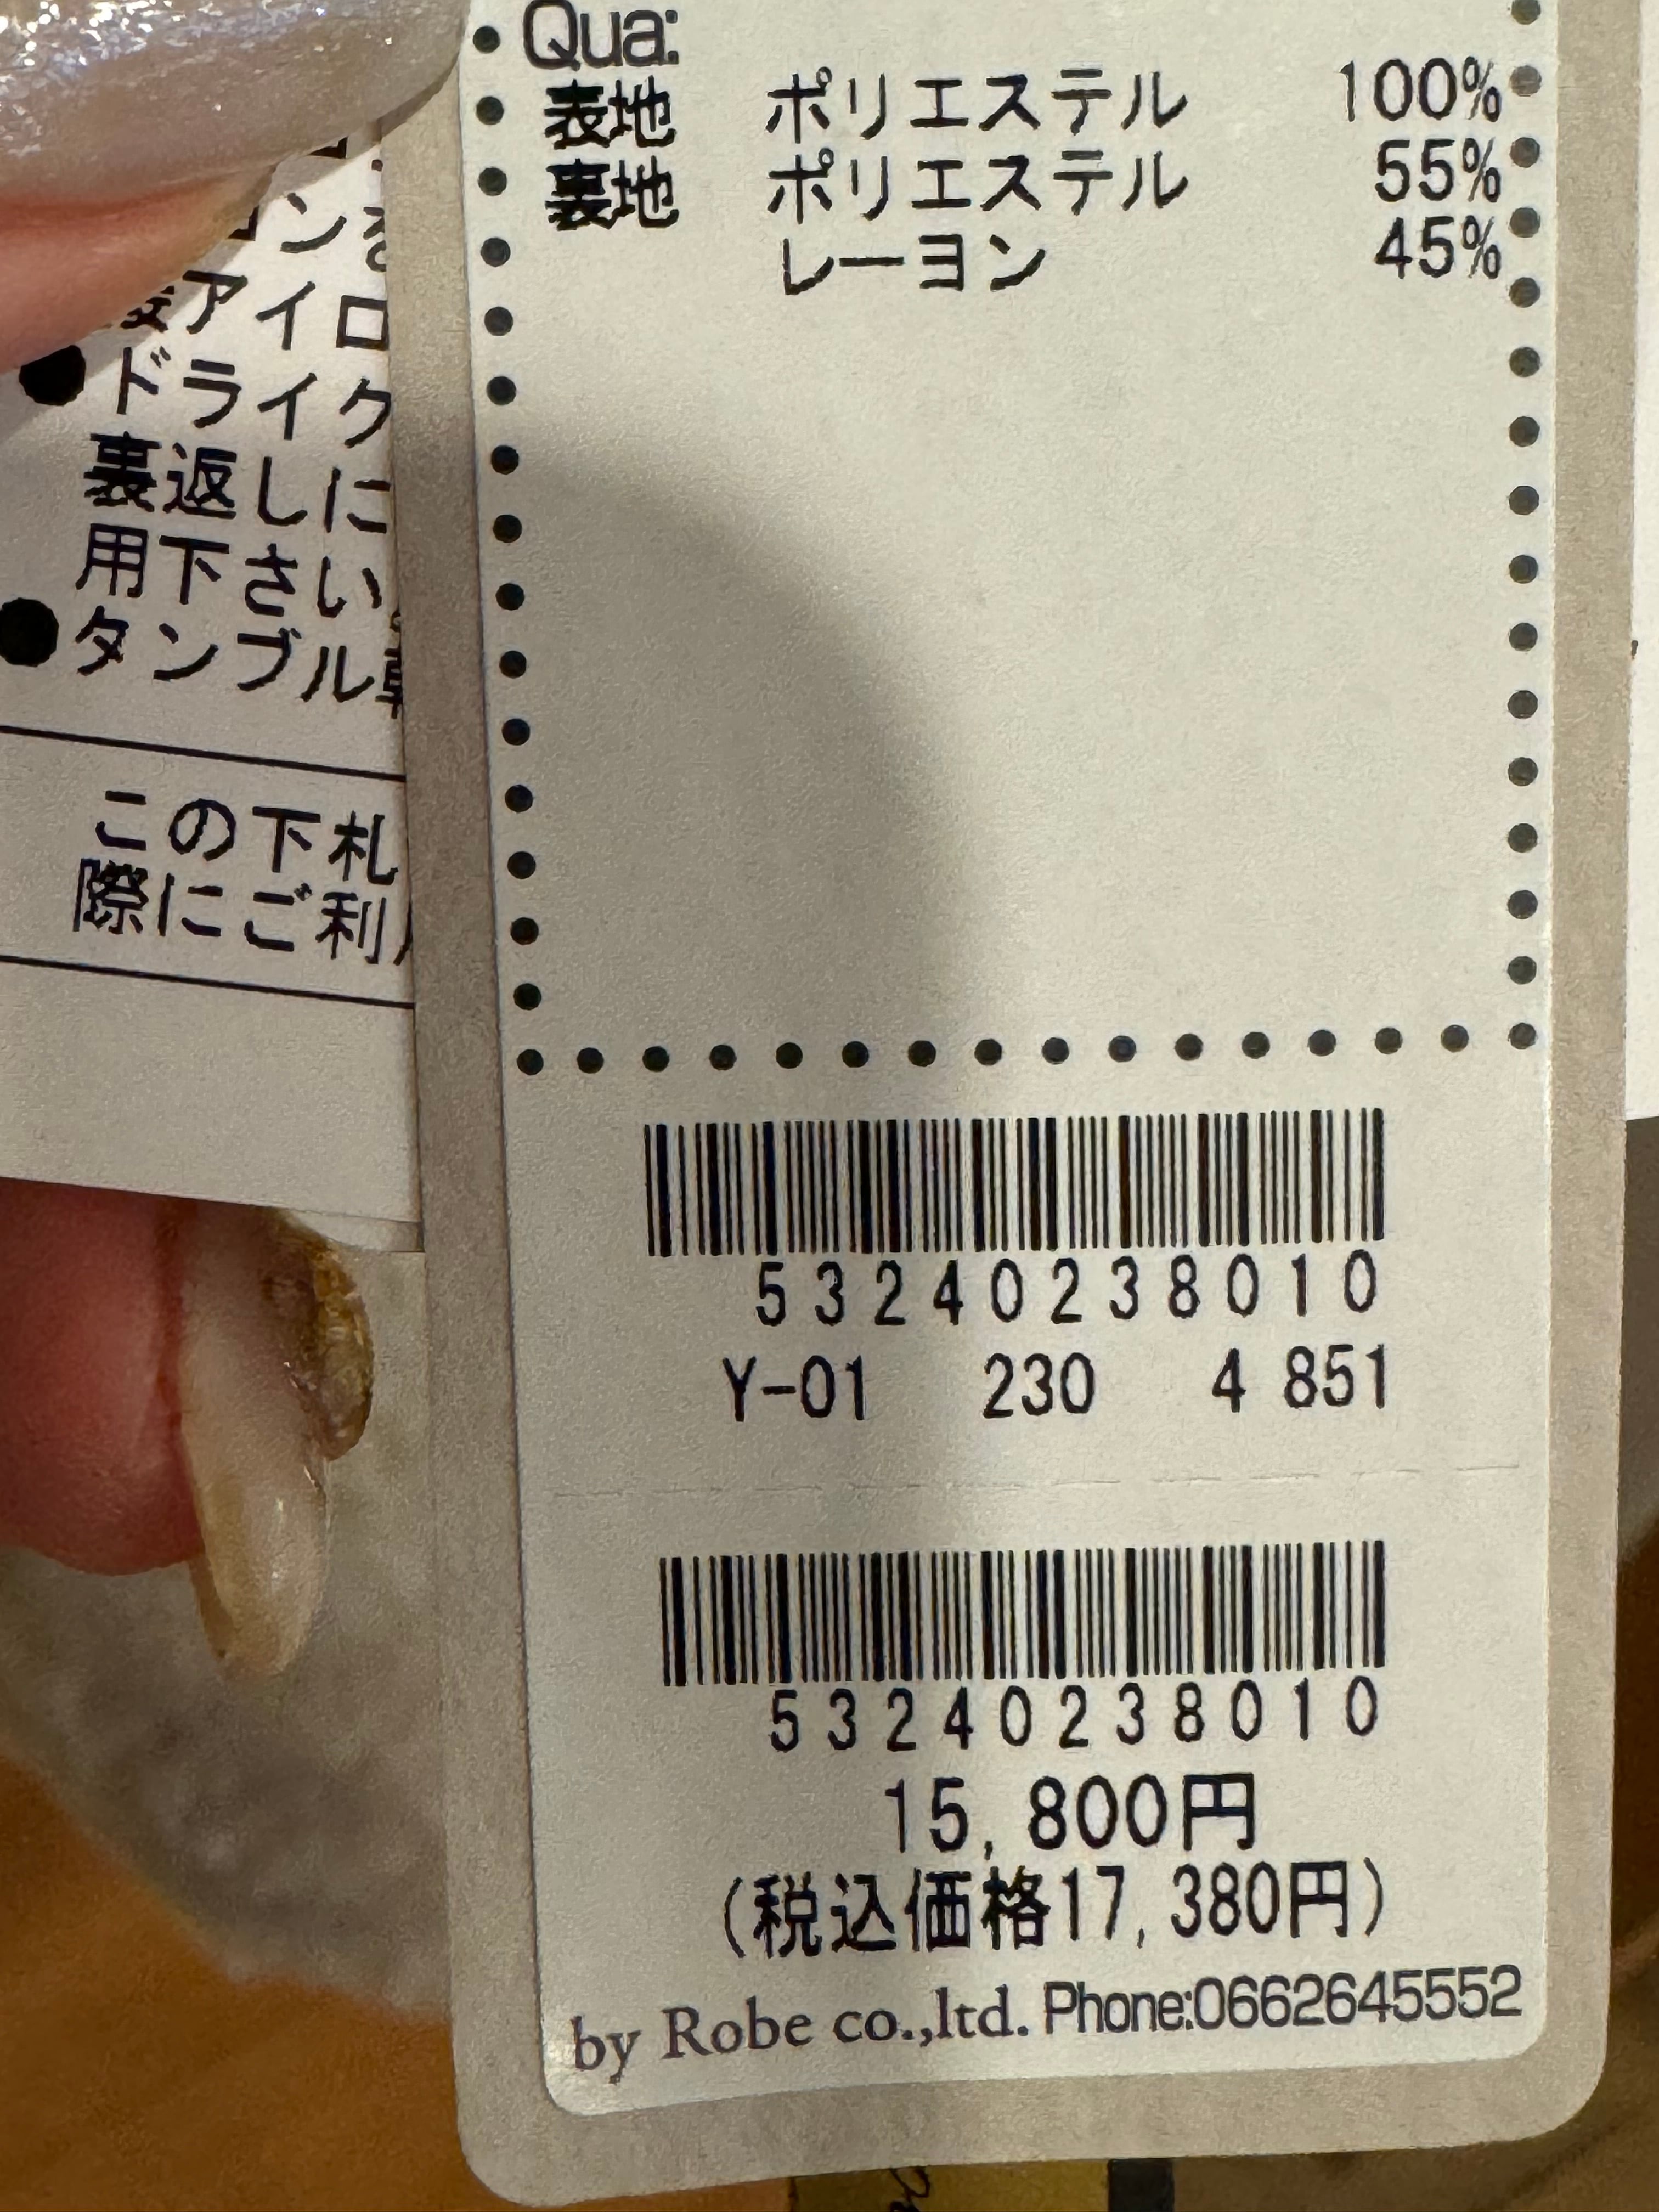 Qua:
表地 ポリエステル 100%
裏地 ポリエステル 55%
レーヨン 45%
ンを
アイロ
●ドライク
裏返しに
用下さい。
●タンブル
この下札
際にご利
53240238010
Y-01 230 4 851
53240238010
15,800円
(税込価格17,380円)
by Robe co.,ltd. Phone:0662645552